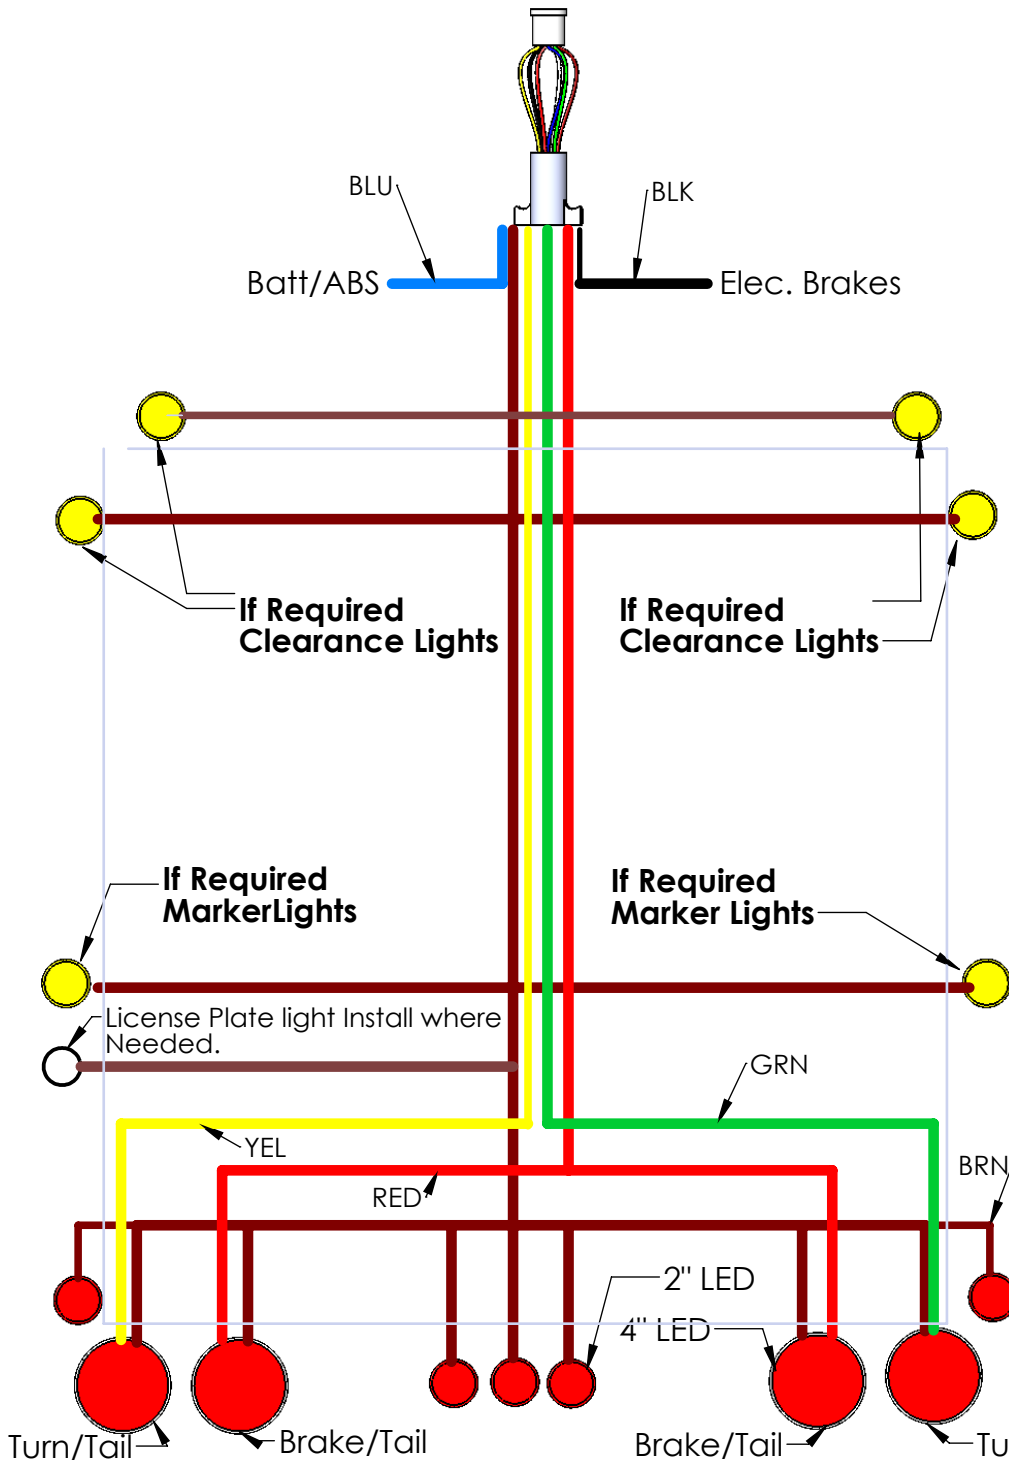 BLU
BLK
Batt/ABS
Elec. Brakes
If Required
Clearance Lights
If Required
Clearance Lights
If Required
MarkerLights
If Required
Marker Lights
License Plate light Install where
Needed.
GRN
YEL
BRN
RED
2" LED
4" LED
Turn/Tail
Brake/Tail
Brake/Tail
Tu